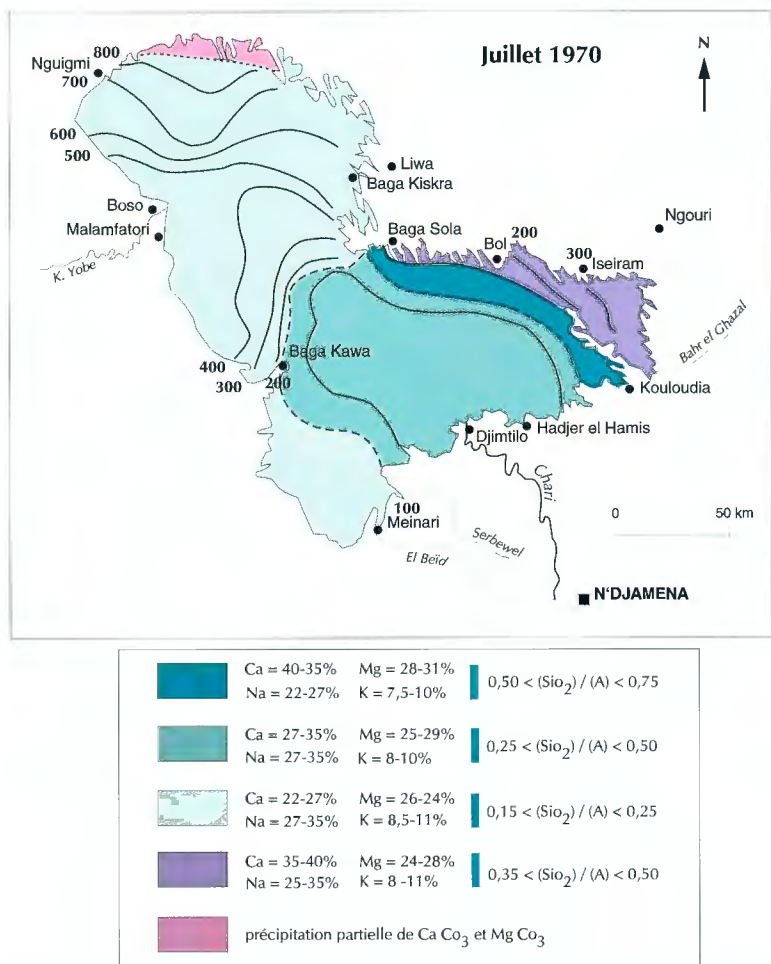 Juillet 1970
N
800
Nguigmi
700
600
500
Liwa
Baga Kiskra
Boso
Malamfatori
K. Yobe
Baga Sola
Bol
200
300
Iseiram
Ngouri
Bahr el Ghazal
400
300
200
Baga Kawa
Kouloudia
Djimtilo
Hadjer el Hamis
Chari
100
Meinari
El Beïd
Serbewel
0 50 km
N'DJAMENA
Ca = 40-35% Mg = 28-31%
Na = 22-27% K = 7,5-10%
0,50 < (Sio2) / (A) < 0,75
Ca = 27-35% Mg = 25-29%
Na = 27-35% K = 8-10%
0,25 < (Sio2) / (A) < 0,50
Ca = 22-27% Mg = 26-24%
Na = 27-35% K = 8,5-11%
0,15 < (Sio2) / (A) < 0,25
Ca = 35-40% Mg = 24-28%
Na = 25-35% K = 8 -11%
0,35 < (Sio2) / (A) < 0,50
précipitation partielle de Ca Co3 et Mg Co3